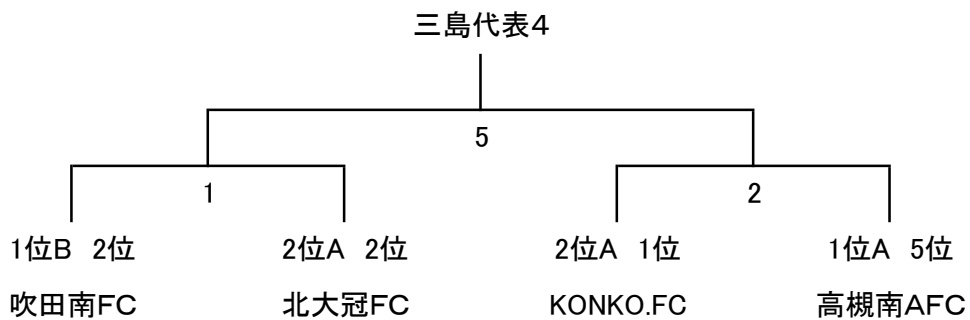 三島代表4
5
1
2
1位B 2位
2位A 2位
2位A 1位
1位A 5位
吹田南FC
北大冠FC
KONKO.FC
高槻南AFC